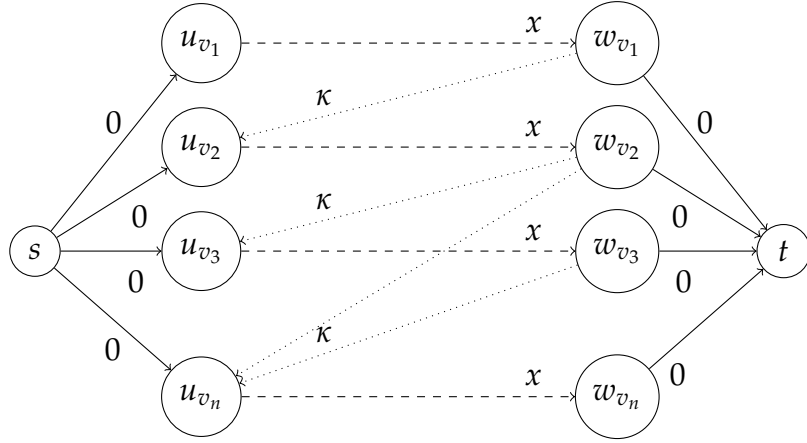 u_{v_1} x w_{v_1}
0 κ 0
u_{v_2} x w_{v_2}
0 κ 0
s u_{v_3} x w_{v_3} t
0 0
0 κ
u_{v_n} x w_{v_n} 0